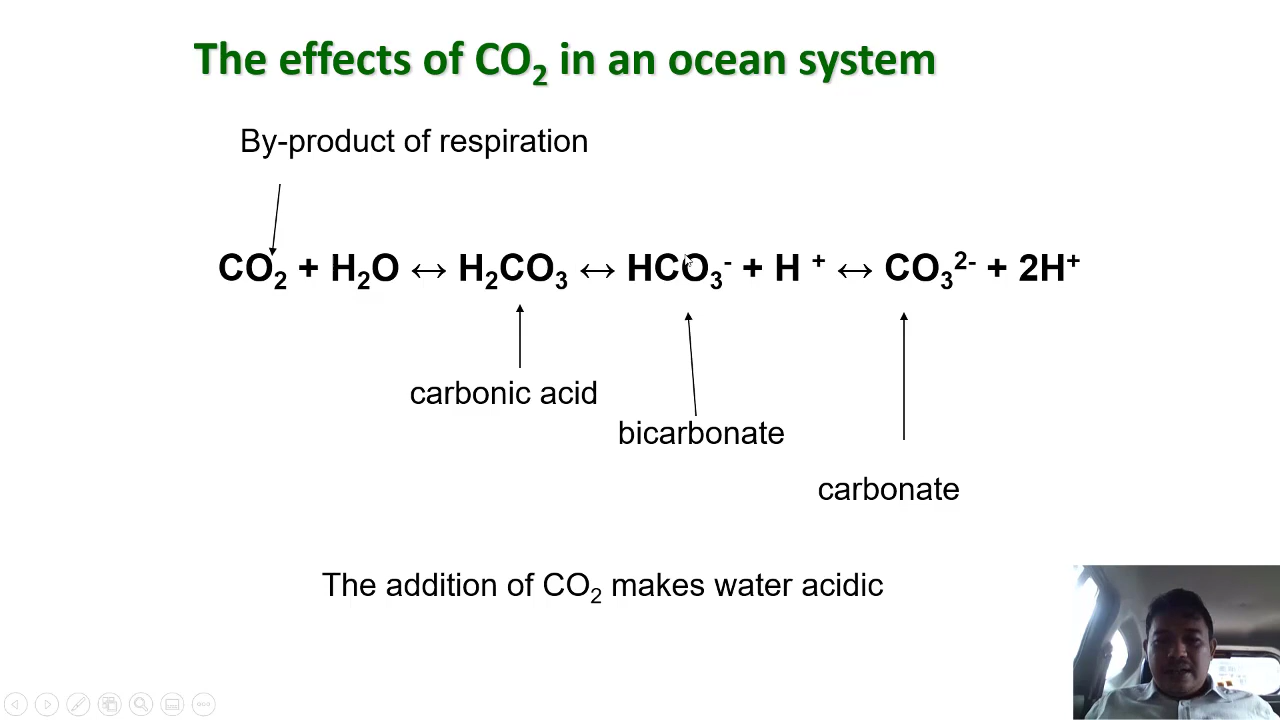 The effects of CO₂ in an ocean system
By-product of respiration
CO₂ + H₂O ↔ H₂CO₃ ↔ HCO₃⁻ + H ⁺ ↔ CO₃²⁻ + 2H⁺
carbonic acid
bicarbonate
carbonate
The addition of CO₂ makes water acidic